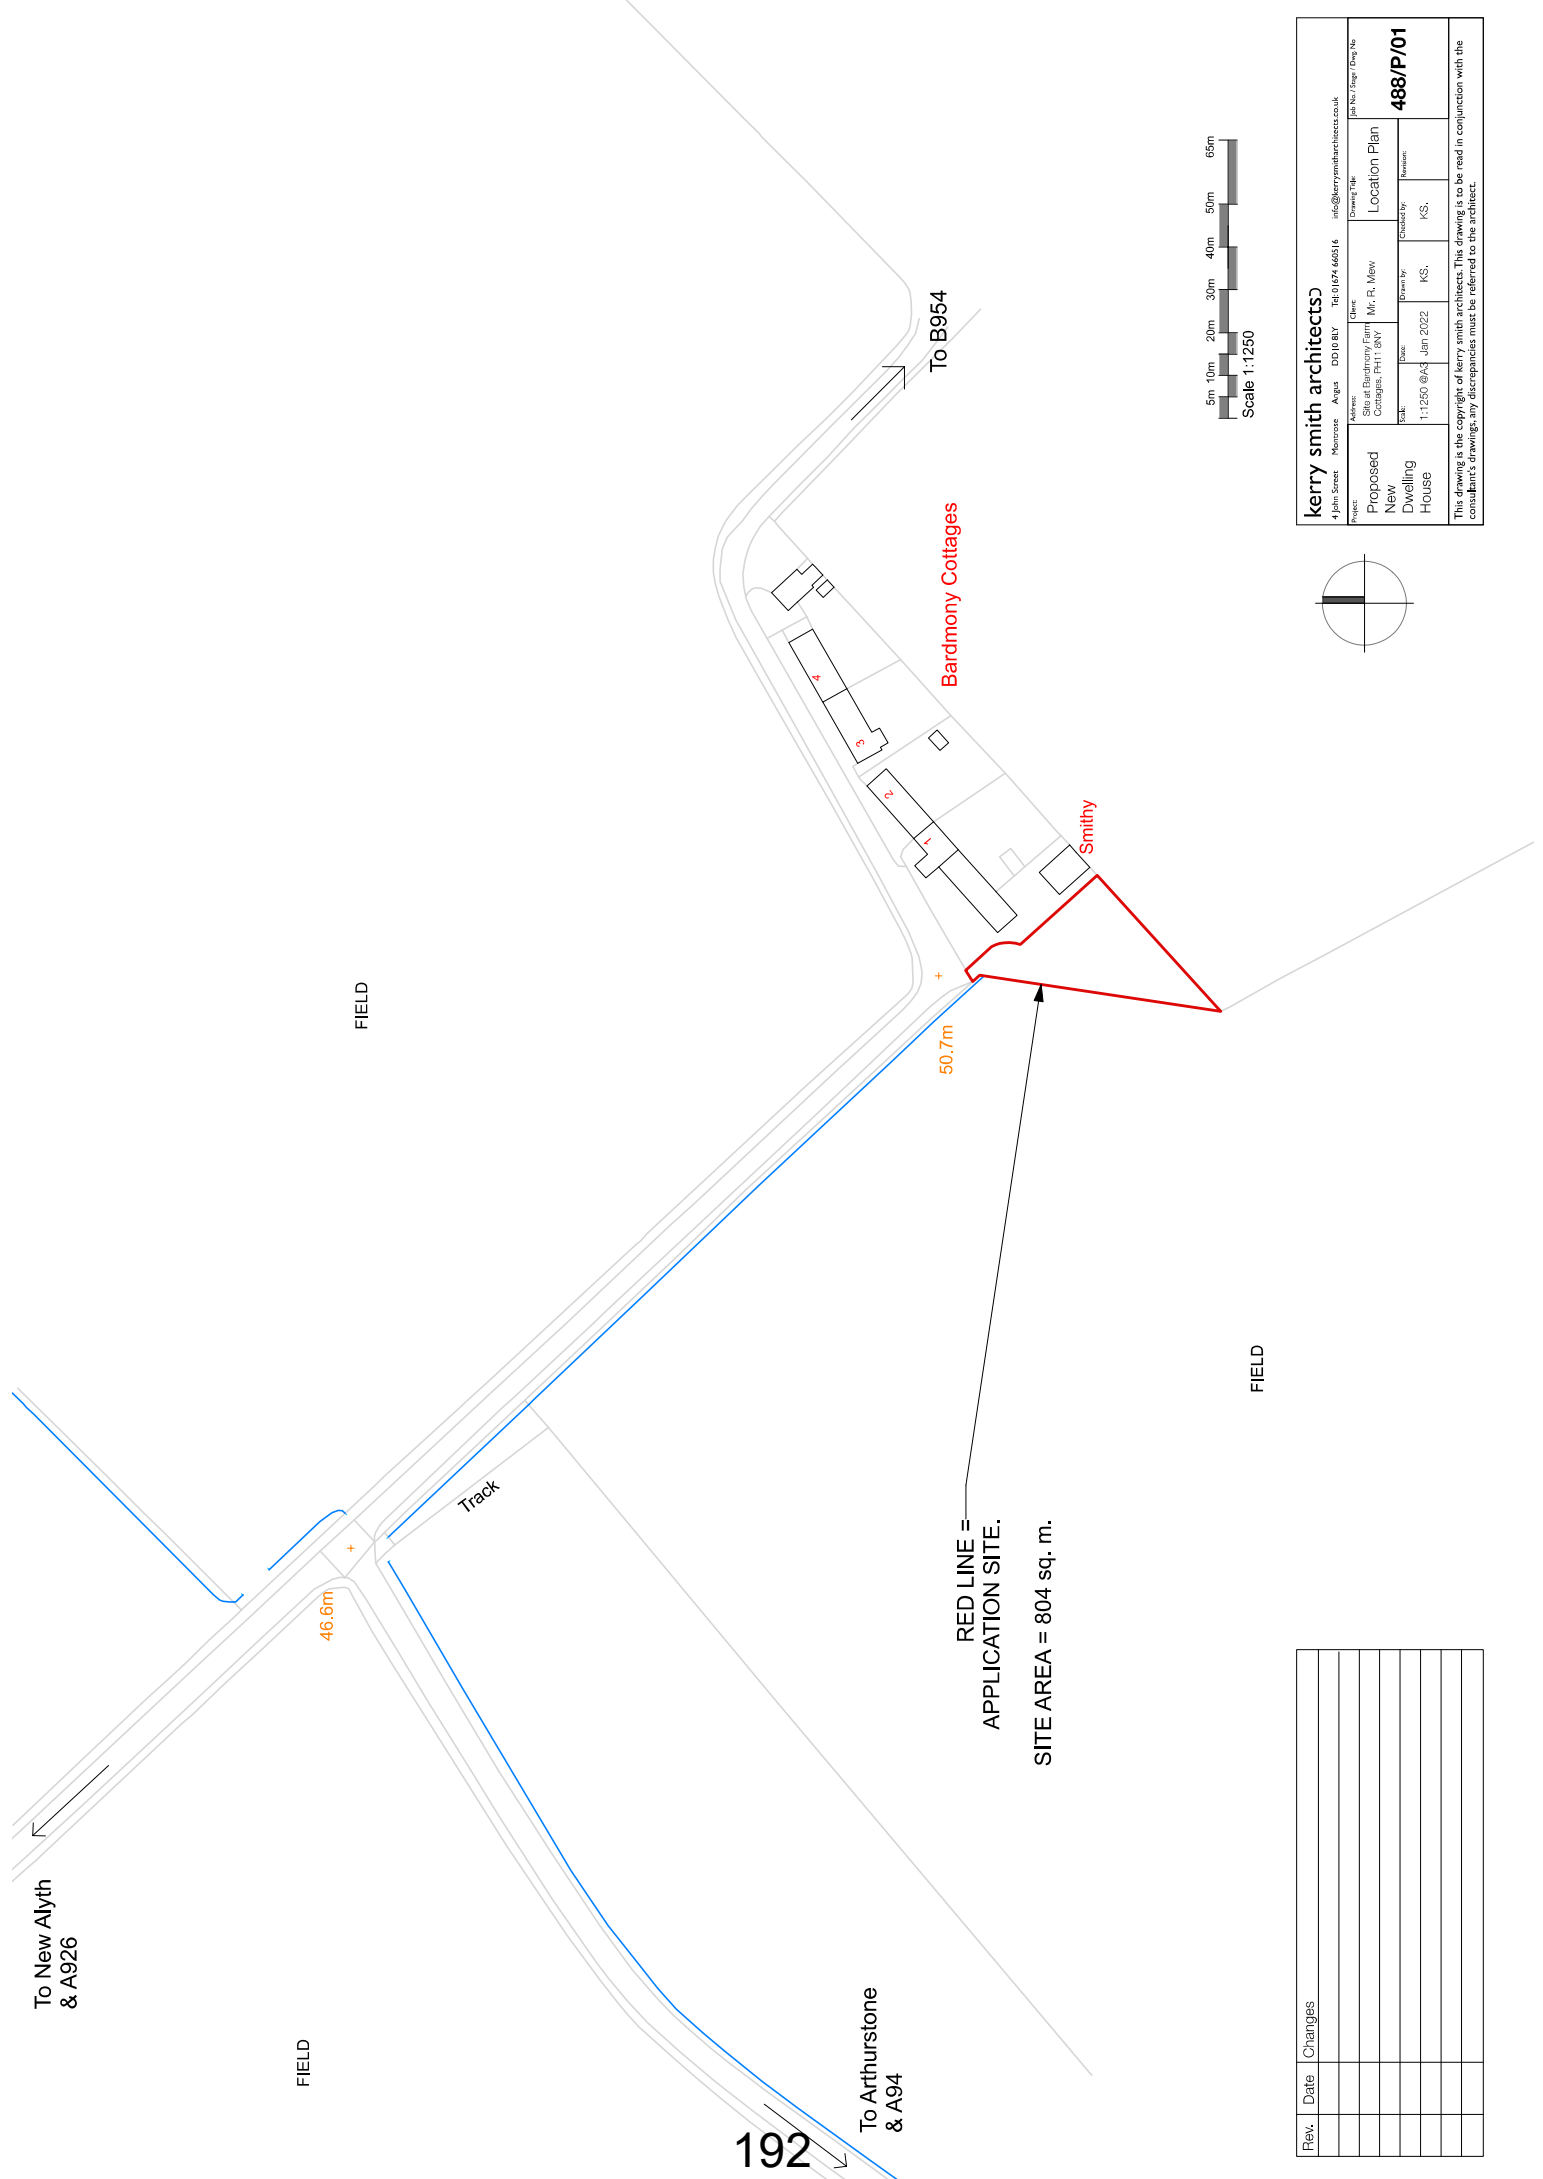 To New Alyth
& A926
FIELD
46.6m
Track
FIELD
50.7m
To Arthurstone
& A94
RED LINE =
APPLICATION SITE.
SITE AREA = 804 sq. m.
FIELD
To B954
Bardmony Cottages
1
2
3
4
Smithy
5m 10m 20m 30m 40m 50m 65m
Scale 1:1250
Rev. Date Changes
kerry smith architects
4 John Street Montrose Angus DD10 8LY Tel: 01674 660516 info@kerrysmitharchitects.co.uk
Project:
Proposed
New
Dwelling
House
Address:
Site at Bardmony Farm
Cottages, PH11 8NY
Client:
Mr. R. Mew
Drawing Title:
Location Plan
Job No./ Stage / Dwg. No
488/P/01
Scale:
1:1250 @A3
Date:
Jan 2022
Drawn by:
KS.
Checked by:
KS.
Revision:
This drawing is the copyright of kerry smith architects. This drawing is to be read in conjunction with the
consultant's drawings, any discrepancies must be referred to the architect.
192